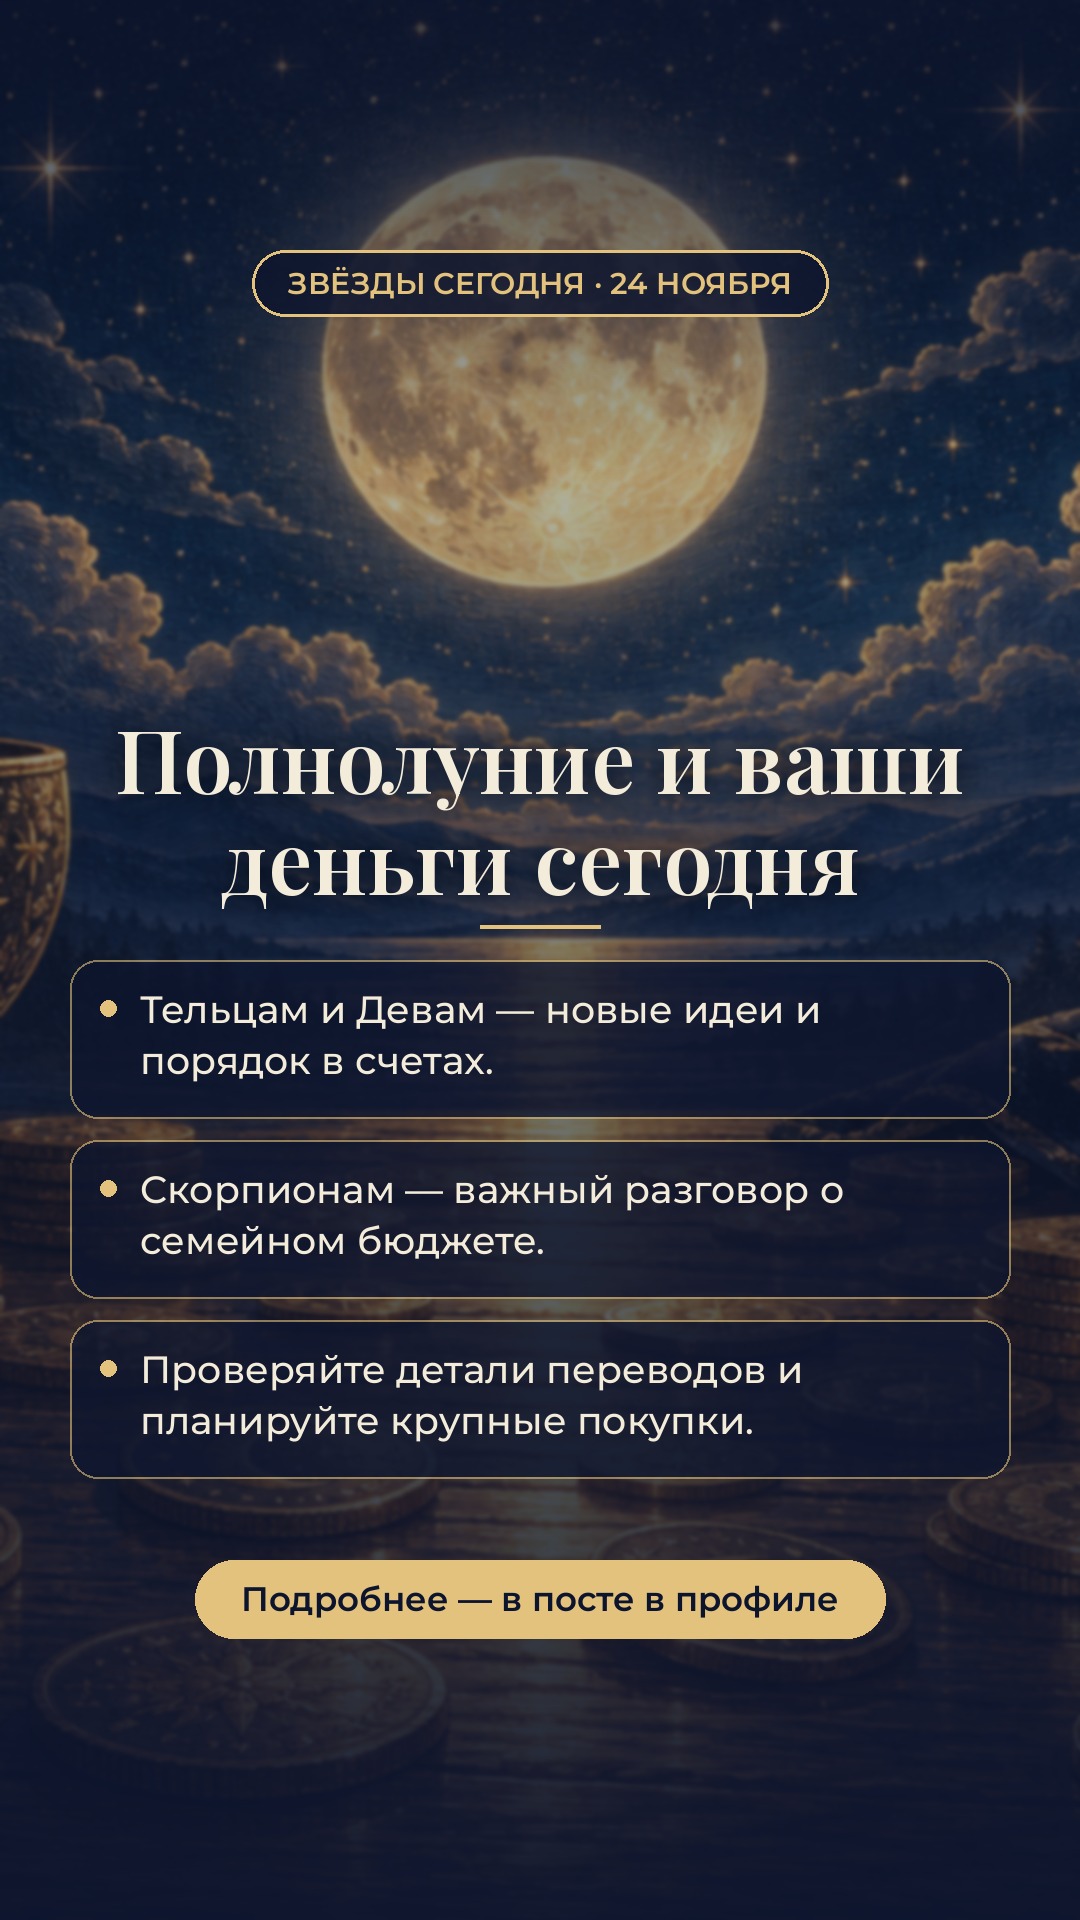 ЗВЁЗДЫ СЕГОДНЯ · 24 НОЯБРЯ
Полнолуние и ваши
деньги сегодня
Тельцам и Девам — новые идеи и
порядок в счетах.
Скорпионам — важный разговор о
семейном бюджете.
Проверяйте детали переводов и
планируйте крупные покупки.
Подробнее — в посте в профиле